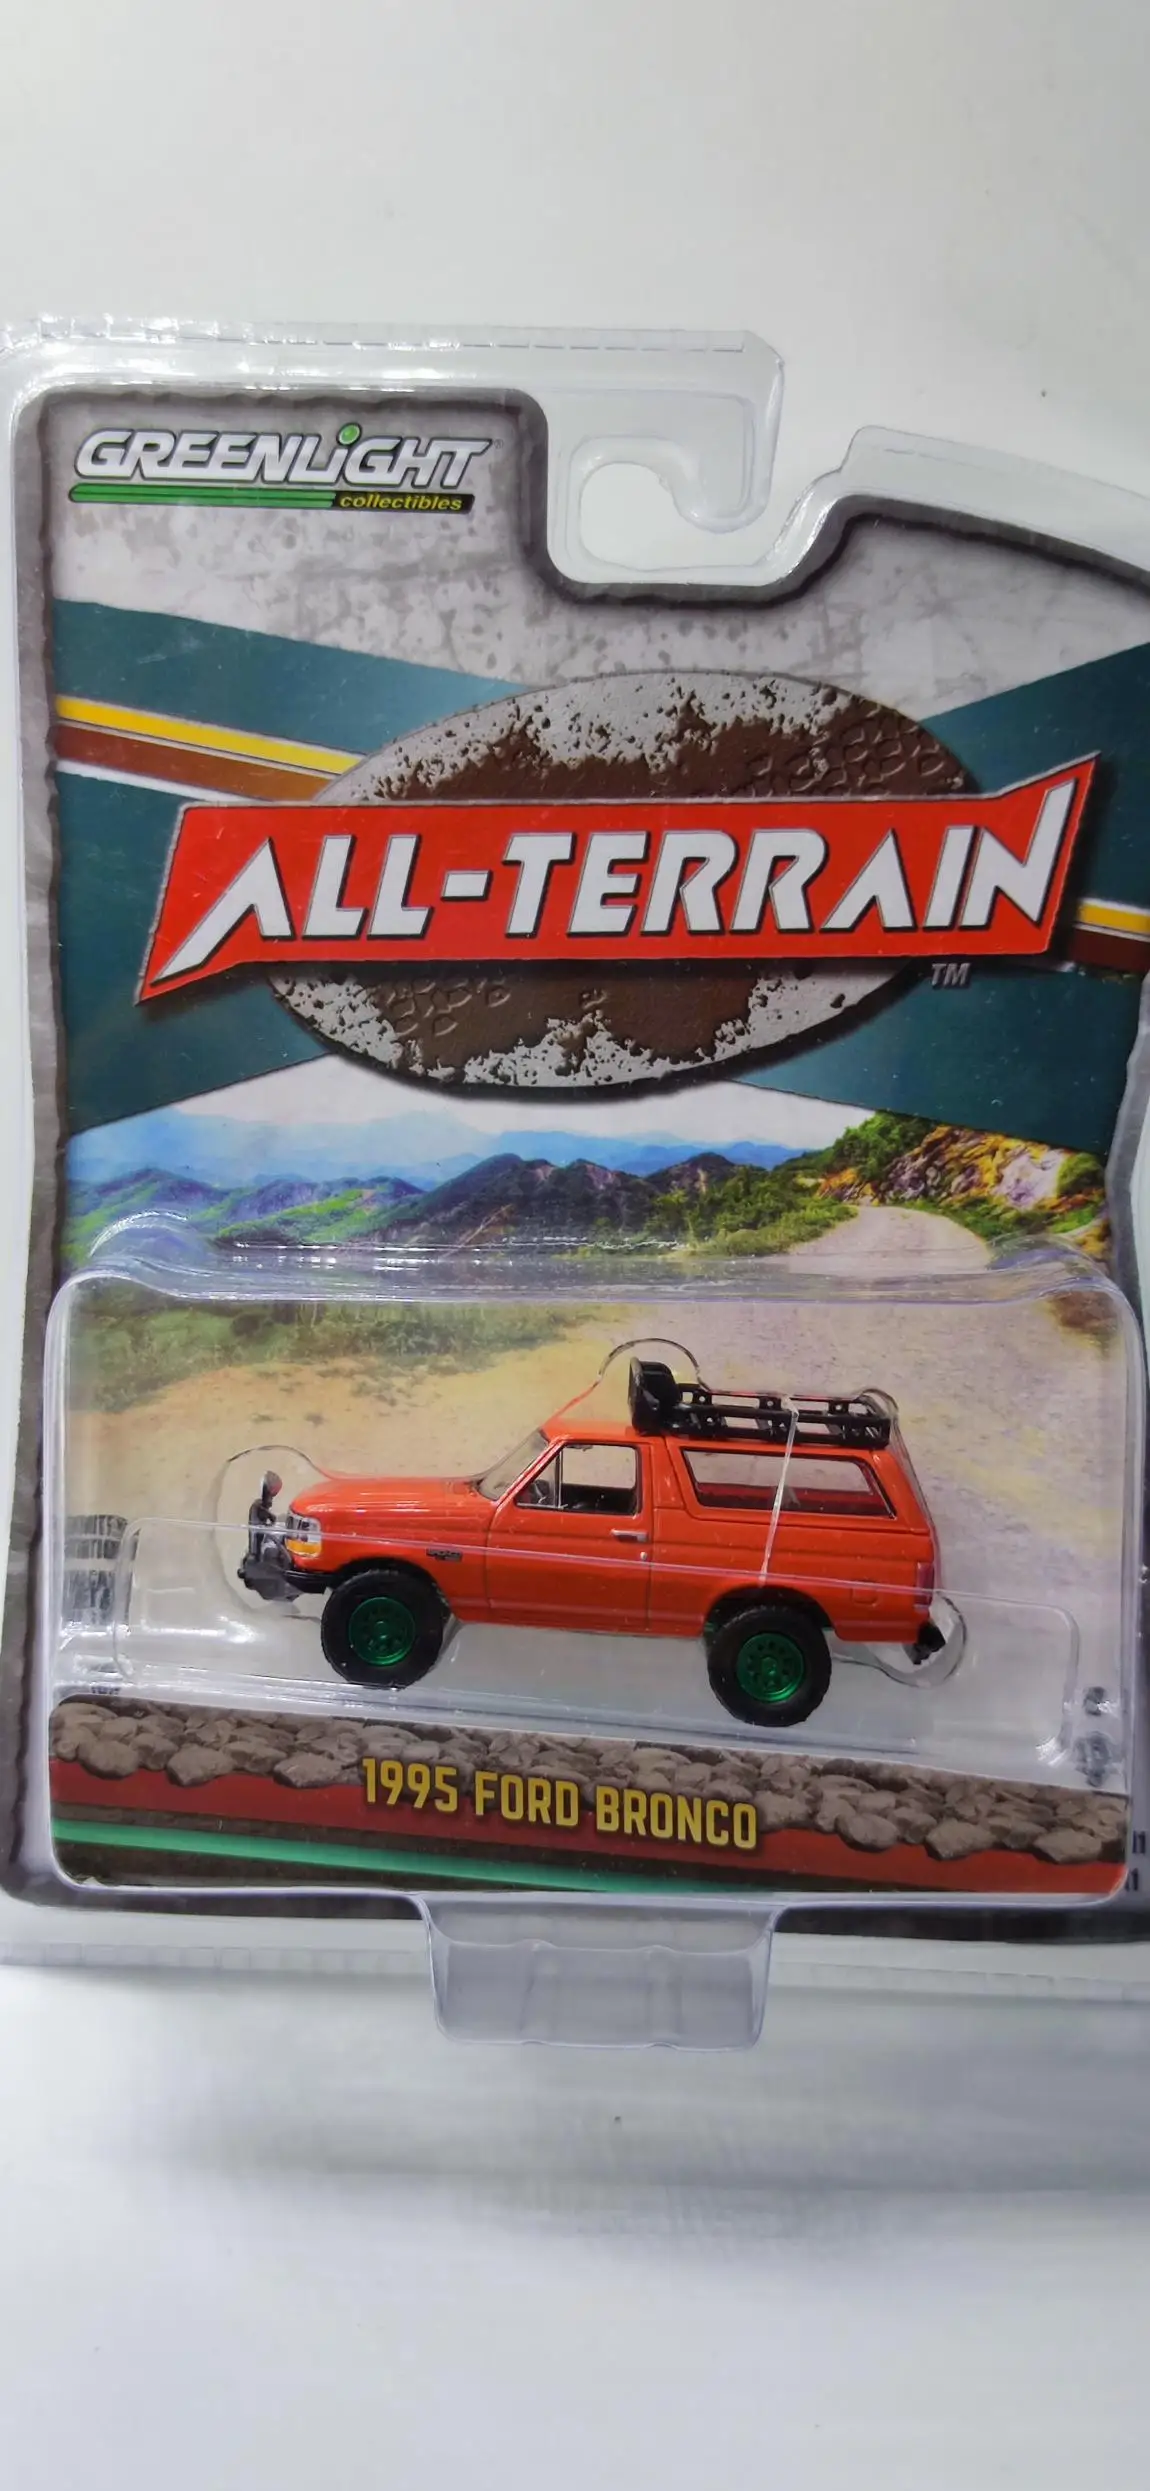 GREENLIGHT
collectibles
ALL-TERRAIN
TM
1995 FORD BRONCO